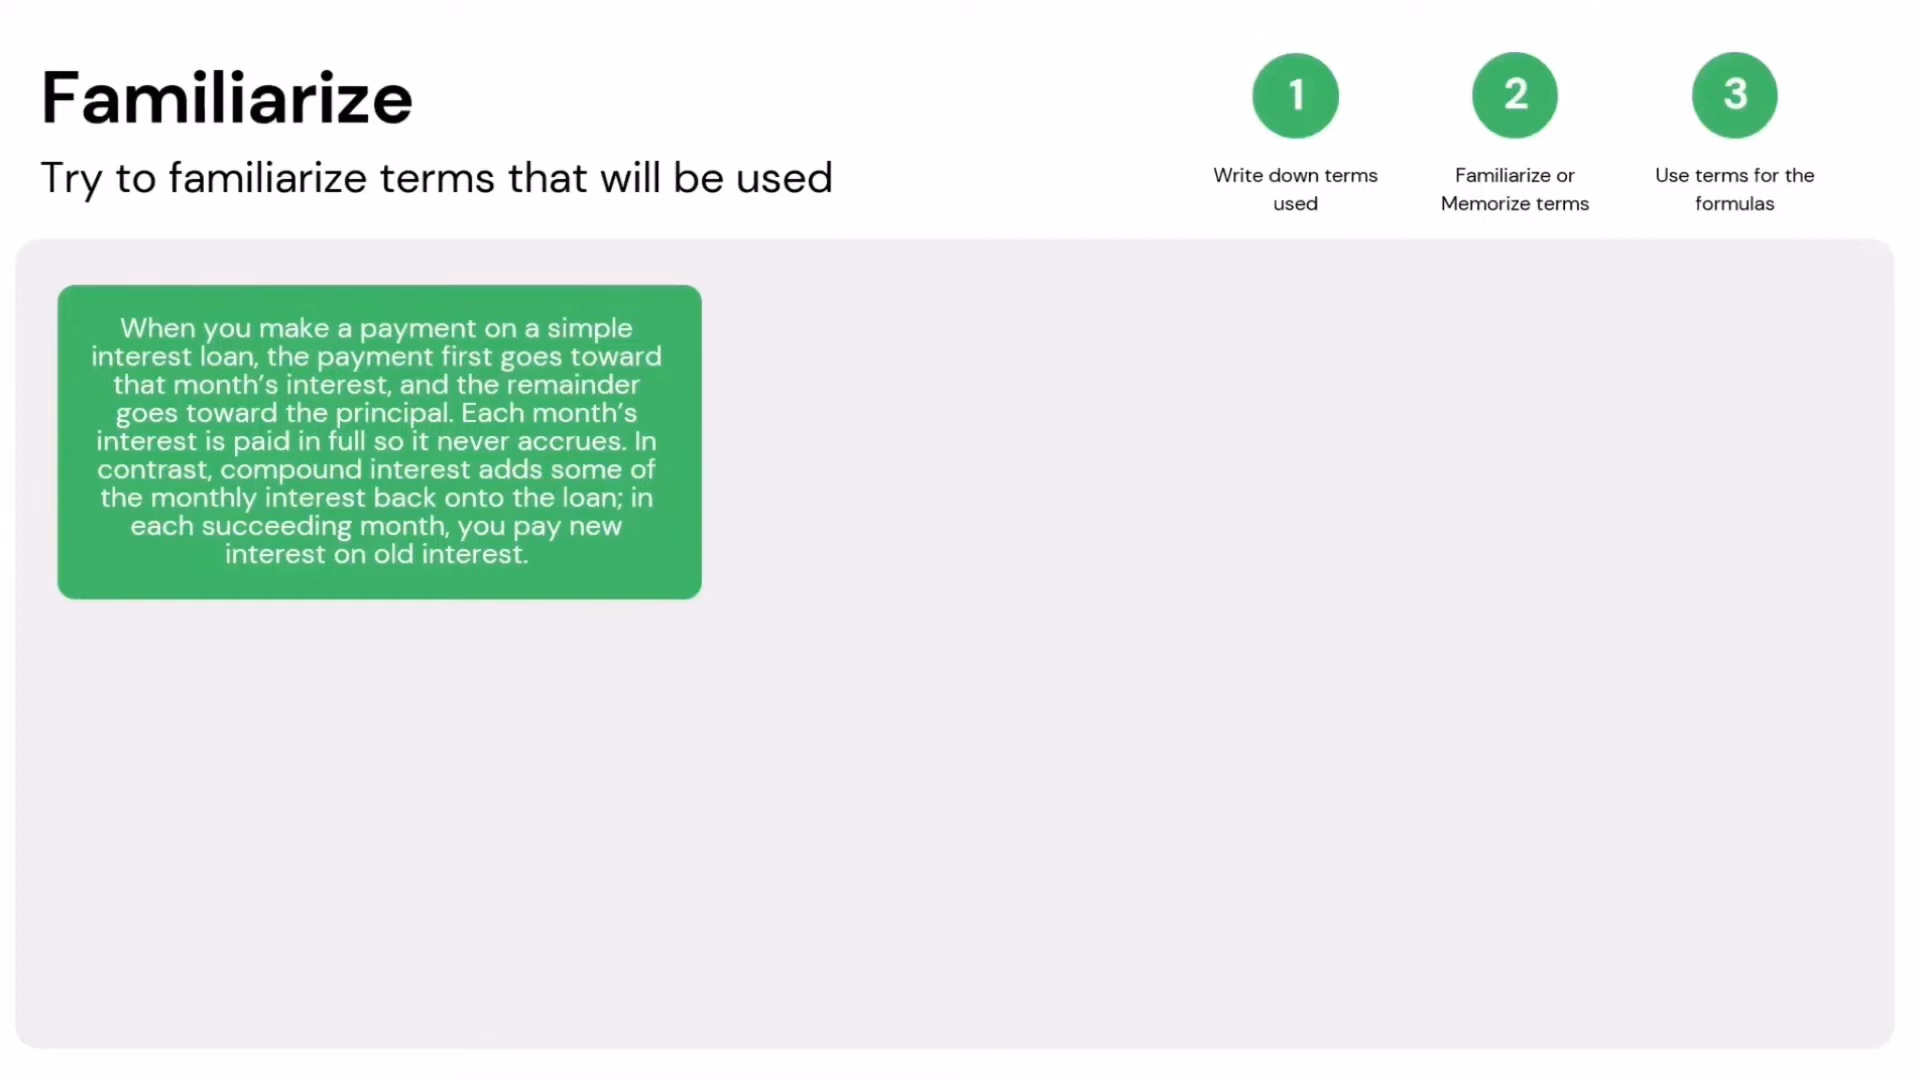 Familiarize
Try to familiarize terms that will be used
1
Write down terms
used
2
Familiarize or
Memorize terms
3
Use terms for the
formulas
When you make a payment on a simple
interest loan, the payment first goes toward
that month’s interest, and the remainder
goes toward the principal. Each month’s
interest is paid in full so it never accrues. In
contrast, compound interest adds some of
the monthly interest back onto the loan; in
each succeeding month, you pay new
interest on old interest.